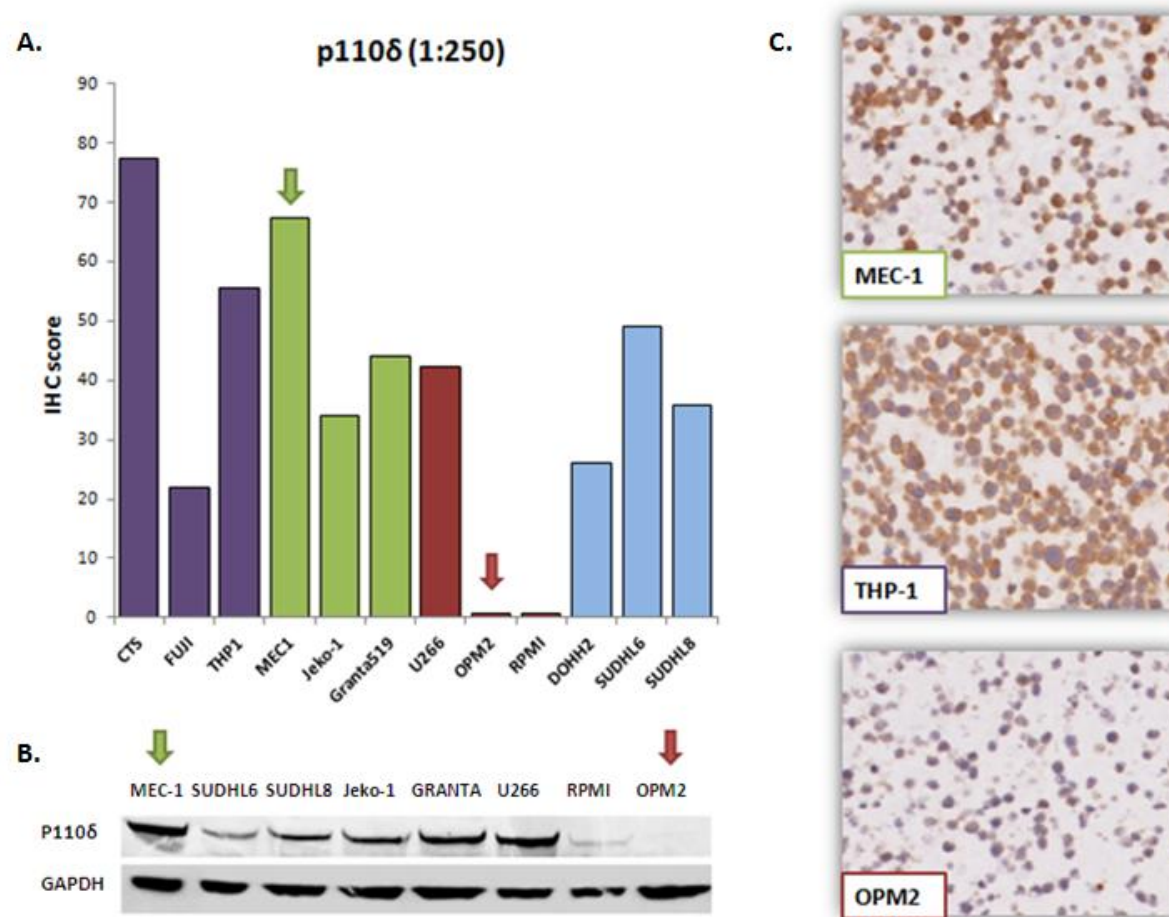 A.
p110δ (1:250)
90
80
70
60
50
40
30
20
10
0
IHC score
CTS
FUJI
THP1
MEC1
Jeko-1
Granta519
U266
OPM2
RPMI
DOHH2
SUDHL6
SUDHL8
B.
MEC-1 SUDHL6 SUDHL8 Jeko-1 GRANTA U266 RPMI OPM2
P110δ
GAPDH
C.
MEC-1
THP-1
OPM2